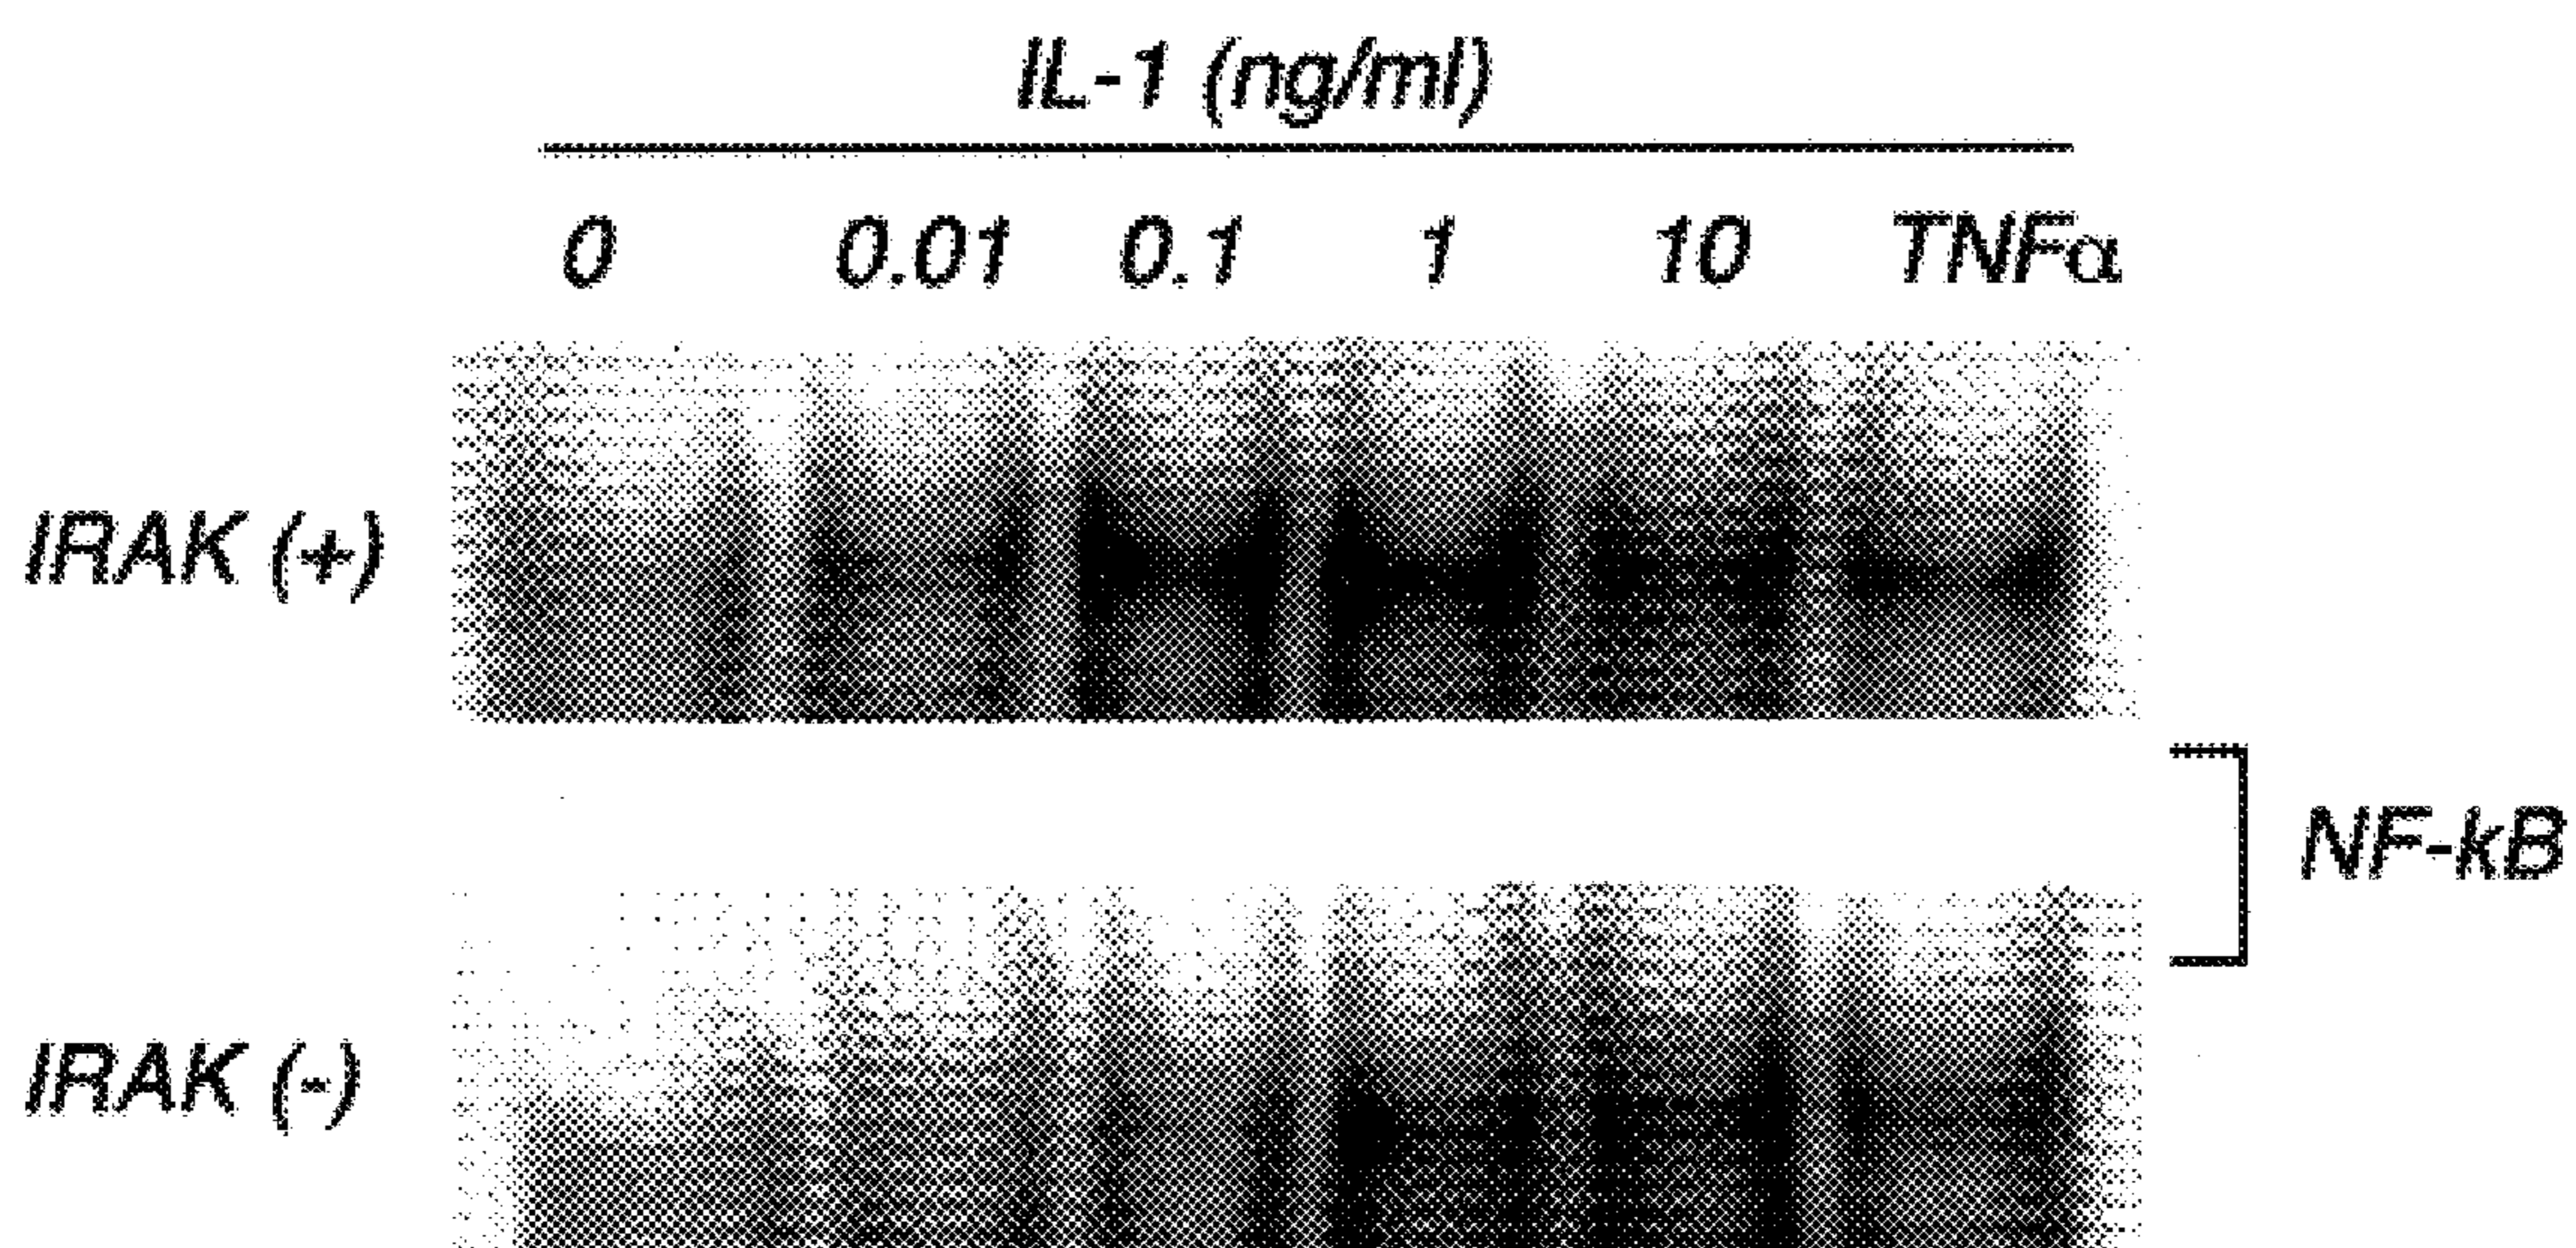 IL-1 (ng/ml)
0 0.01 0.1 1 10 TNFα
IRAK (+)
NF-kB
IRAK (-)